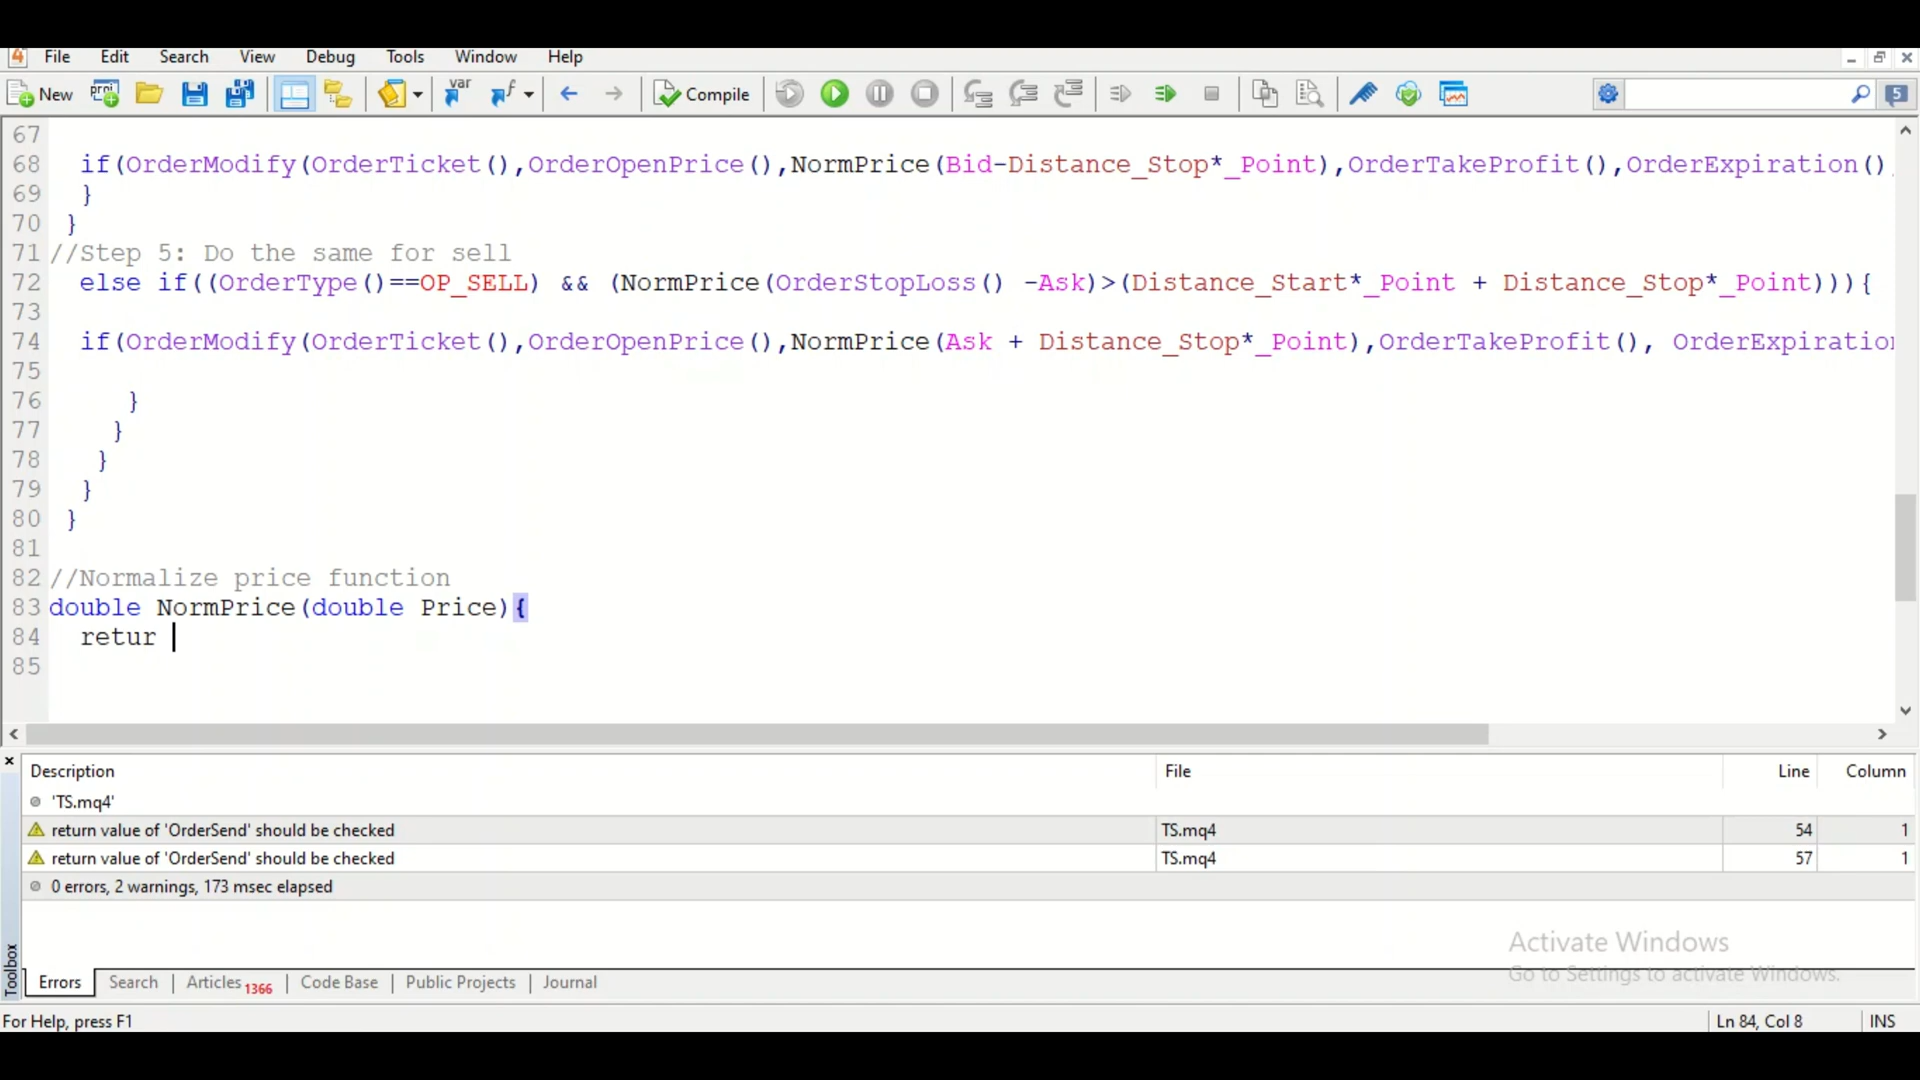 File Edit Search View Debug Tools Window Help
New Compile 5
67
68 if(OrderModify(OrderTicket(),OrderOpenPrice(),NormPrice(Bid-Distance_Stop*_Point),OrderTakeProfit(),OrderExpiration()
69 }
70 }
71 //Step 5: Do the same for sell
72 else if((OrderType()==OP_SELL) && (NormPrice(OrderStopLoss() -Ask)>(Distance_Start*_Point + Distance_Stop*_Point))){
73
74 if(OrderModify(OrderTicket(),OrderOpenPrice(),NormPrice(Ask + Distance_Stop*_Point),OrderTakeProfit(), OrderExpiration
75
76 }
77 }
78 }
79 }
80 }
81
82 //Normalize price function
83 double NormPrice(double Price){
84 retur
85
Description File Line Column
'TS.mq4'
return value of 'OrderSend' should be checked TS.mq4 54 1
return value of 'OrderSend' should be checked TS.mq4 57 1
0 errors, 2 warnings, 173 msec elapsed
Activate Windows
Go to Settings to activate Windows.
Toolbox
Errors Search Articles 1366 Code Base Public Projects Journal
For Help, press F1 Ln 84, Col 8 INS